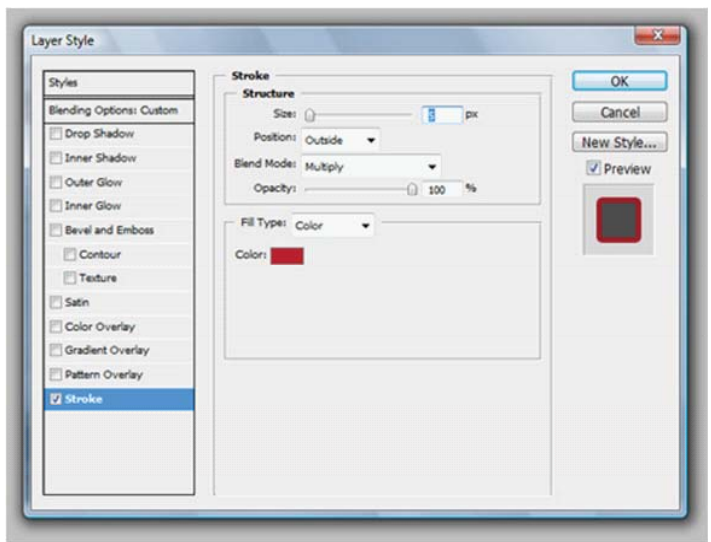 Layer Style
Styles
Blending Options: Custom
Drop Shadow
Inner Shadow
Outer Glow
Inner Glow
Bevel and Emboss
Contour
Texture
Satin
Color Overlay
Gradient Overlay
Pattern Overlay
Stroke
Stroke
Structure
Size: 5 px
Position: Outside
Blend Mode: Multiply
Opacity: 100 %
Fill Type: Color
Color:
OK
Cancel
New Style...
Preview